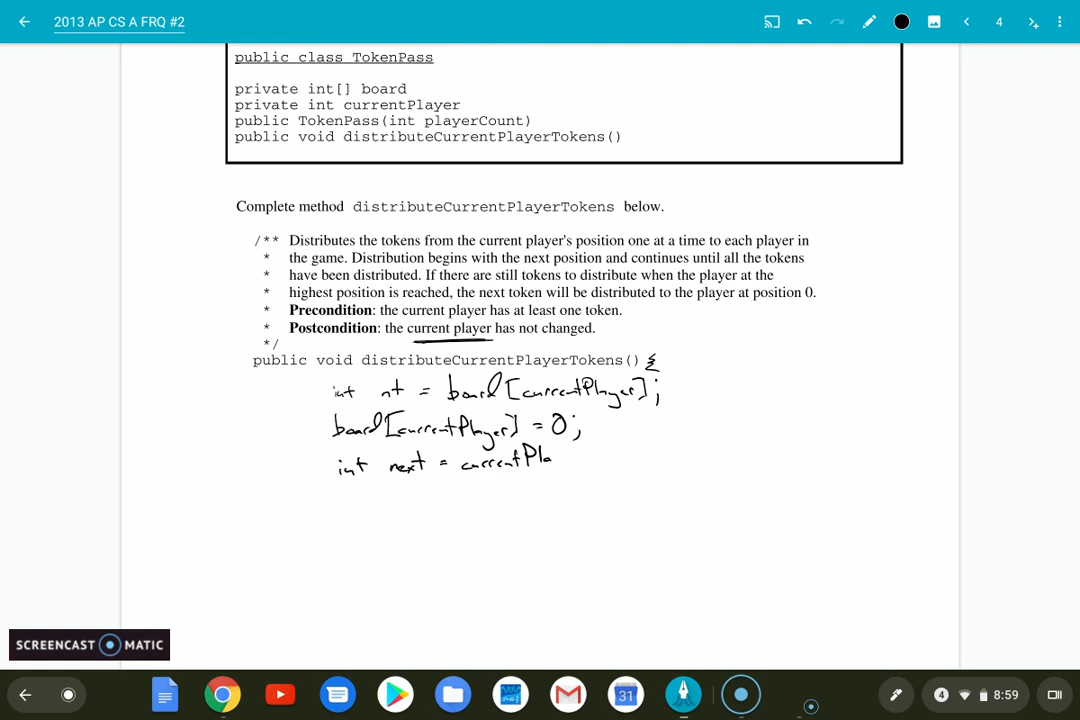 2013 AP CS A FRQ #2
4
public class TokenPass
private int[] board
private int currentPlayer
public TokenPass(int playerCount)
public void distributeCurrentPlayerTokens()
Complete method distributeCurrentPlayerTokens below.
/** Distributes the tokens from the current player's position one at a time to each player in
* the game. Distribution begins with the next position and continues until all the tokens
* have been distributed. If there are still tokens to distribute when the player at the
* highest position is reached, the next token will be distributed to the player at position 0.
* Precondition: the current player has at least one token.
* Postcondition: the current player has not changed.
*/
public void distributeCurrentPlayerTokens() {
int nt = board[currentPlayer];
board[currentPlayer] = 0;
int next = currentPla
SCREENCAST MATIC
31
4 8:59